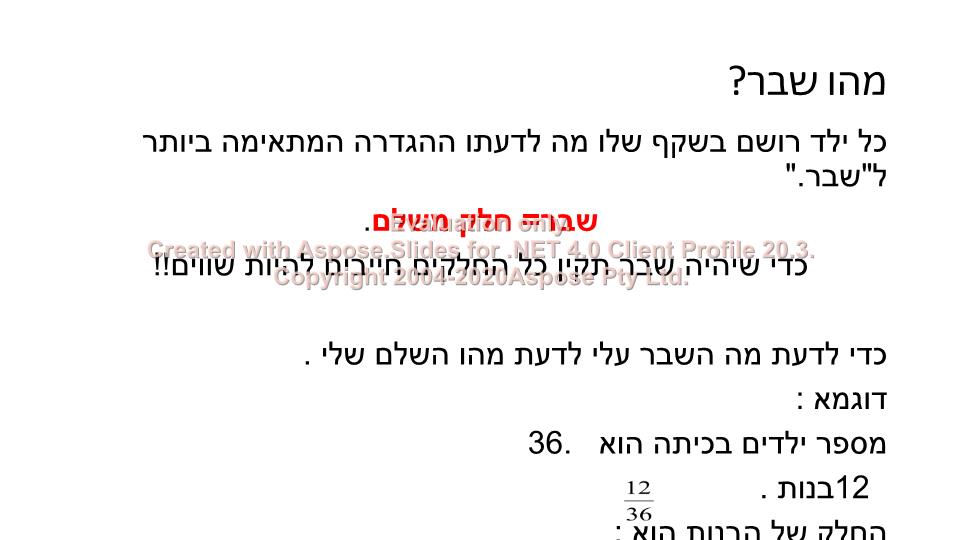 מהו שבר?
כל ילד רושם בשקף שלו מה לדעתו ההגדרה המתאימה ביותר
ל"שבר."
שבר= חלק משלם.
Evaluation only.
Created with Aspose.Slides for .NET 4.0 Client Profile 20.3.
כדי שיהיה שבר תקין כל החלקים חייבים להיות שווים!!
Copyright 2004-2020Aspose Pty Ltd.
כדי לדעת מה השבר עלי לדעת מהו השלם שלי .
דוגמא :
מספר ילדים בכיתה הוא .36
12בנות .
החלק של הבנות הוא : 12/36